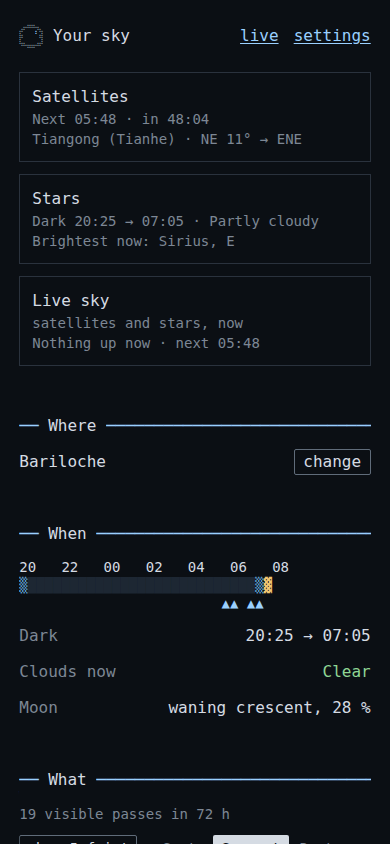 Your sky live settings
Satellites
Next 05:48 · in 48:04
Tiangong (Tianhe) · NE 11° → ENE
Stars
Dark 20:25 → 07:05 · Partly cloudy
Brightest now: Sirius, E
Live sky
satellites and stars, now
Nothing up now · next 05:48
Where
Bariloche change
When
20 22 00 02 04 06 08
Dark 20:25 → 07:05
Clouds now Clear
Moon waning crescent, 28 %
What
19 visible passes in 72 h